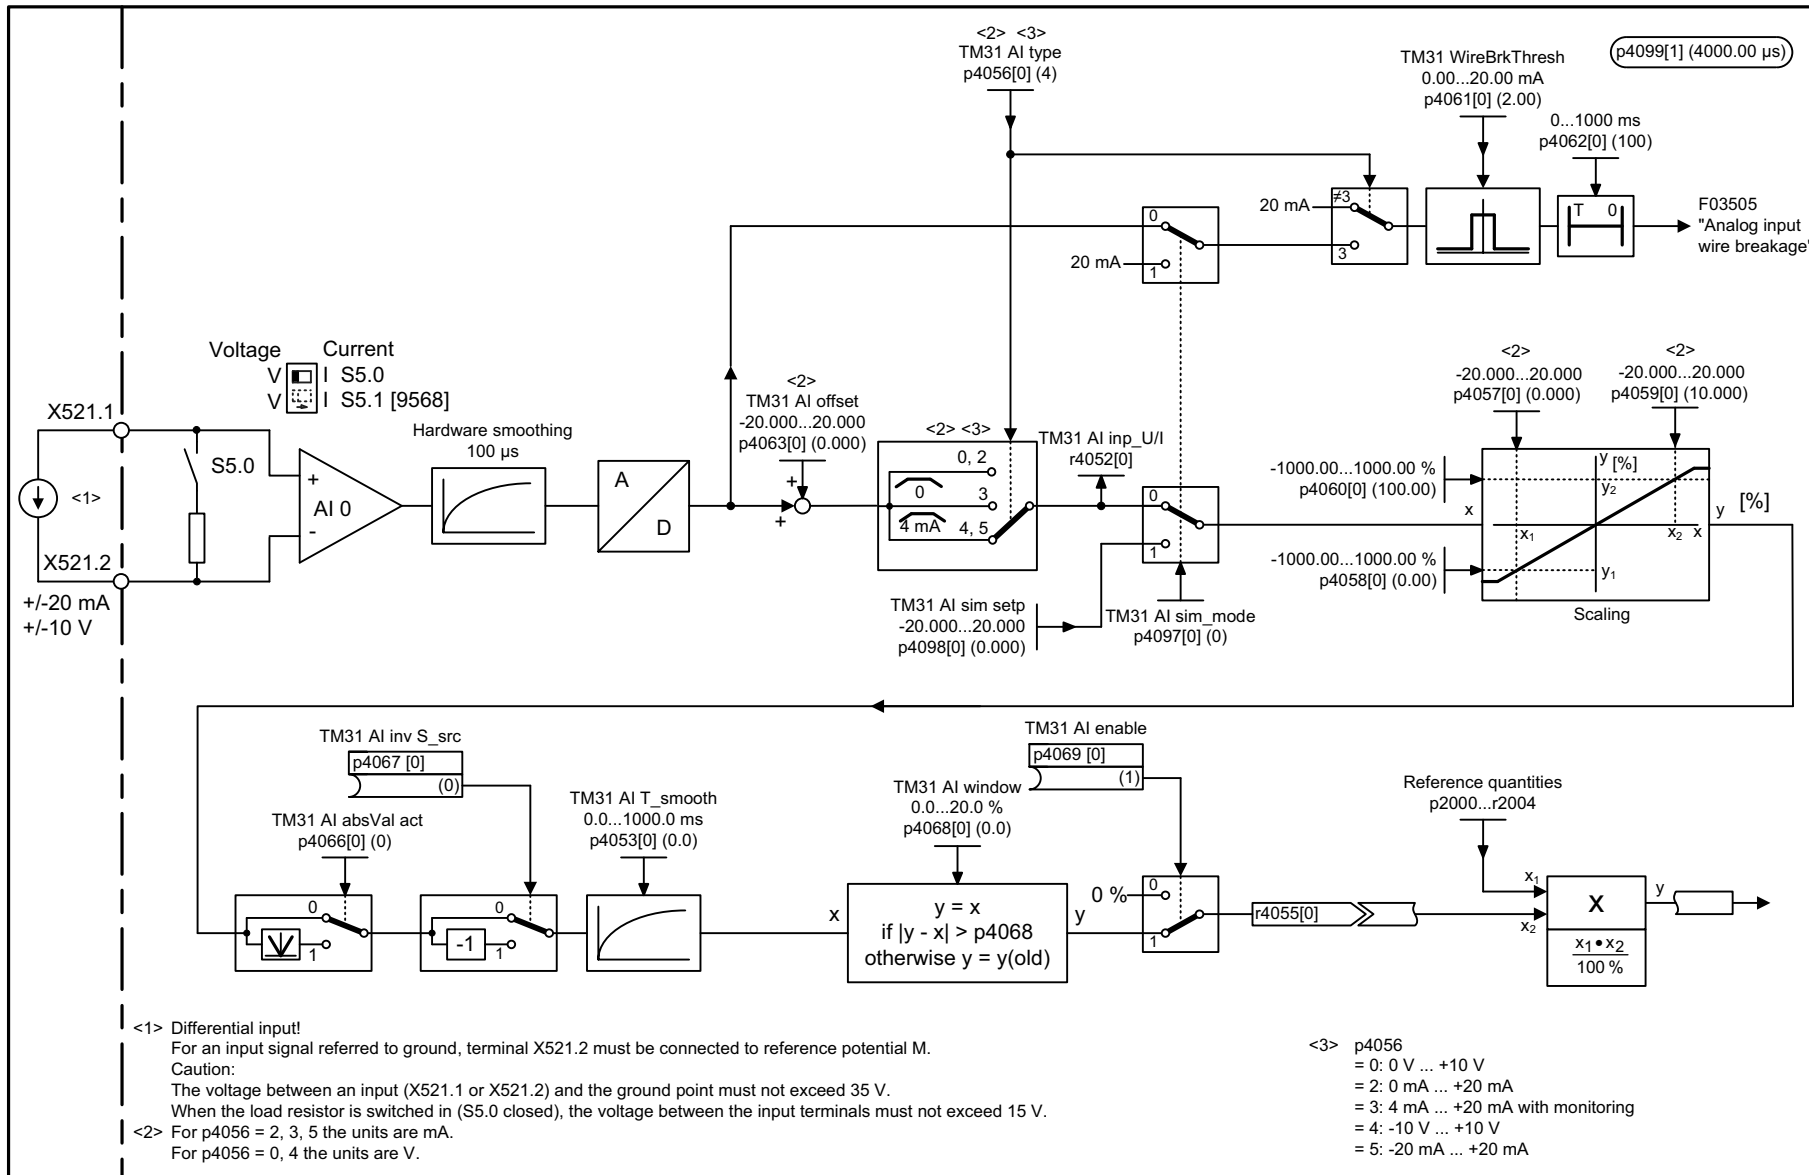 <2> <3>
TM31 AI type
p4056[0] (4)
TM31 WireBrkThresh
0.00...20.00 mA
p4061[0] (2.00)
p4099[1] (4000.00 µs)
0...1000 ms
p4062[0] (100)
20 mA
≠3
3
T 0
F03505
"Analog input
wire breakage"
0
20 mA
1
Voltage Current
V I S5.0
V I S5.1 [9568]
X521.1
S5.0
<1>
X521.2
+/-20 mA
+/-10 V
+
AI 0
-
Hardware smoothing
100 µs
A
D
<2>
TM31 AI offset
-20.000...20.000
p4063[0] (0.000)
+
+
<2> <3>
0, 2
0
3
4 mA
4, 5
TM31 AI inp_U/I
r4052[0]
0
1
TM31 AI sim setp
-20.000...20.000
p4098[0] (0.000)
TM31 AI sim_mode
p4097[0] (0)
<2>
-20.000...20.000
p4057[0] (0.000)
<2>
-20.000...20.000
p4059[0] (10.000)
-1000.00...1000.00 %
p4060[0] (100.00)
x
-1000.00...1000.00 %
p4058[0] (0.00)
y [%]
y2
x1
x2 x
y1
y [%]
Scaling
TM31 AI inv S_src
p4067 [0]
(0)
TM31 AI absVal act
p4066[0] (0)
0
1
0
-1
1
TM31 AI T_smooth
0.0...1000.0 ms
p4053[0] (0.0)
TM31 AI window
0.0...20.0 %
p4068[0] (0.0)
x
y = x
if |y - x| > p4068
otherwise y = y(old)
y
TM31 AI enable
p4069 [0]
(1)
0 %
0
1
r4055[0]
Reference quantities
p2000...r2004
x1
x2
X
x1•x2
100 %
y
<1> Differential input!
For an input signal referred to ground, terminal X521.2 must be connected to reference potential M.
Caution:
The voltage between an input (X521.1 or X521.2) and the ground point must not exceed 35 V.
When the load resistor is switched in (S5.0 closed), the voltage between the input terminals must not exceed 15 V.
<2> For p4056 = 2, 3, 5 the units are mA.
For p4056 = 0, 4 the units are V.
<3> p4056
= 0: 0 V ... +10 V
= 2: 0 mA ... +20 mA
= 3: 4 mA ... +20 mA with monitoring
= 4: -10 V ... +10 V
= 5: -20 mA ... +20 mA